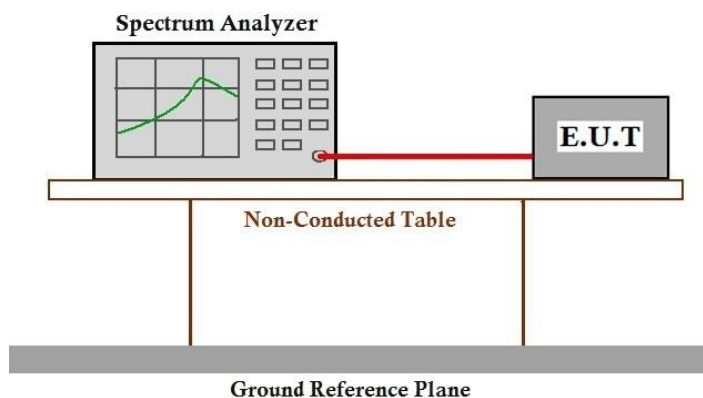 Spectrum Analyzer
E.U.T
Non-Conducted Table
Ground Reference Plane